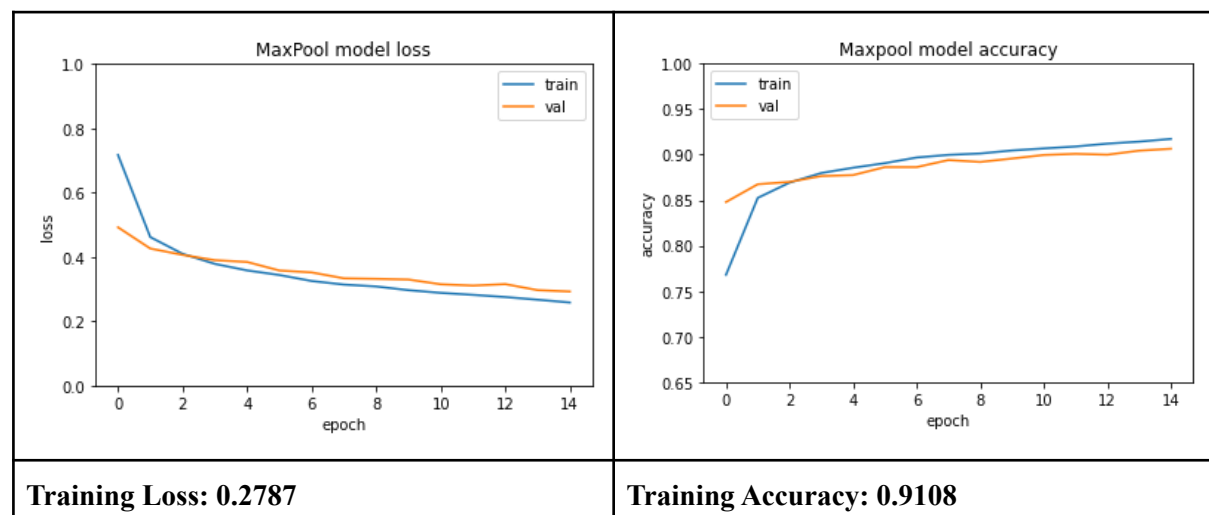 MaxPool model loss
1.0
0.8
0.6
0.4
0.2
0.0
loss
train
val
0 2 4 6 8 10 12 14
epoch
Maxpool model accuracy
1.00
0.95
0.90
0.85
0.80
0.75
0.70
0.65
accuracy
train
val
0 2 4 6 8 10 12 14
epoch
Training Loss: 0.2787
Training Accuracy: 0.9108